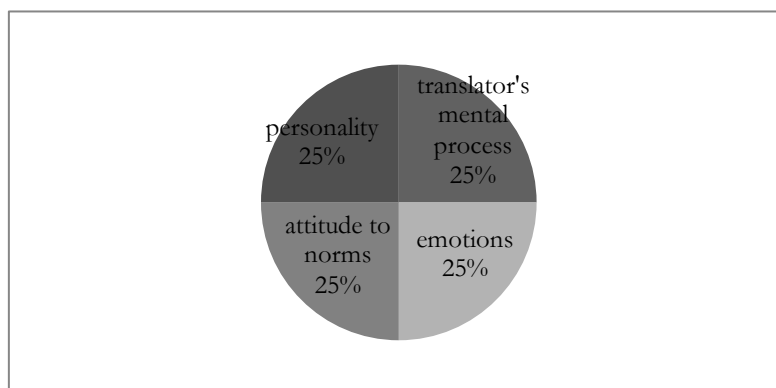 translator's
mental
process
25%
emotions
25%
attitude to
norms
25%
personality
25%